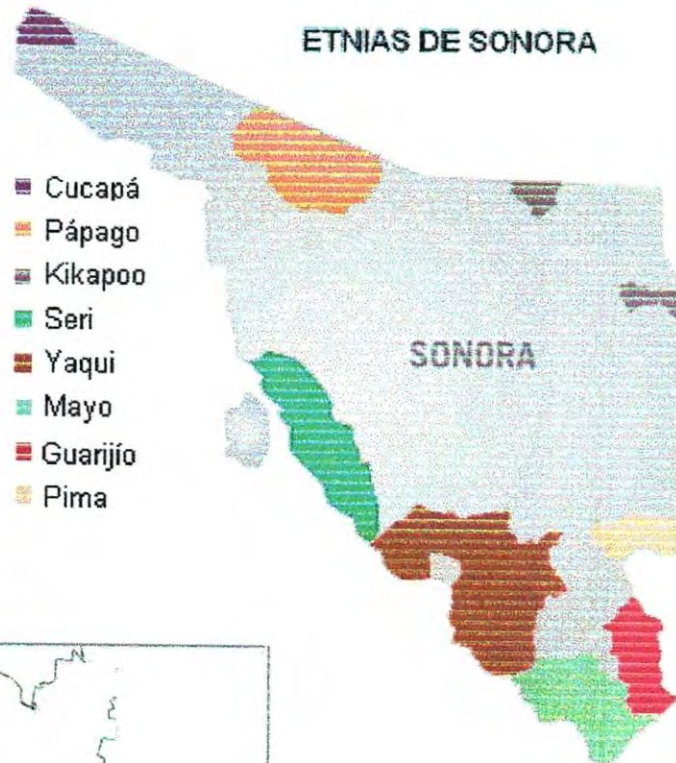 ETNIAS DE SONORA
Cucapá
Pápago
Kikapoo
Seri
Yaqui
Mayo
Guarijío
Pima
SONORA